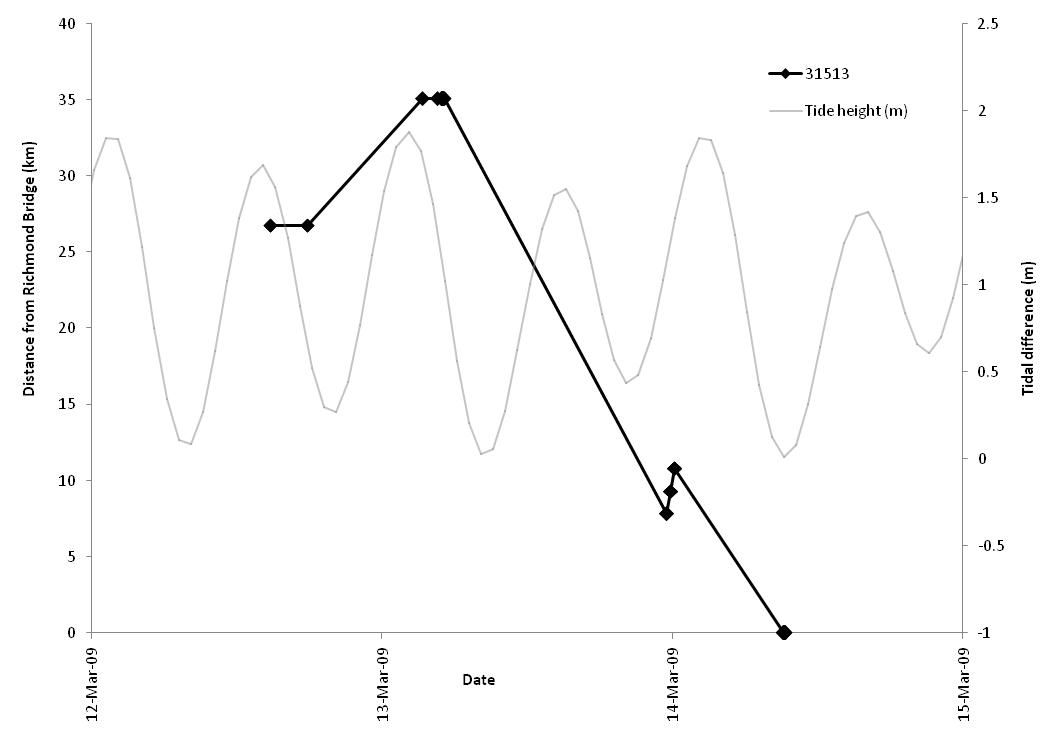 40
35
30
25
20
15
10
5
0
Distance from Richmond Bridge (km)
2.5
2
1.5
1
0.5
0
-0.5
-1
Tidal difference (m)
31513
Tide height (m)
12-Mar-09
13-Mar-09
14-Mar-09
15-Mar-09
Date